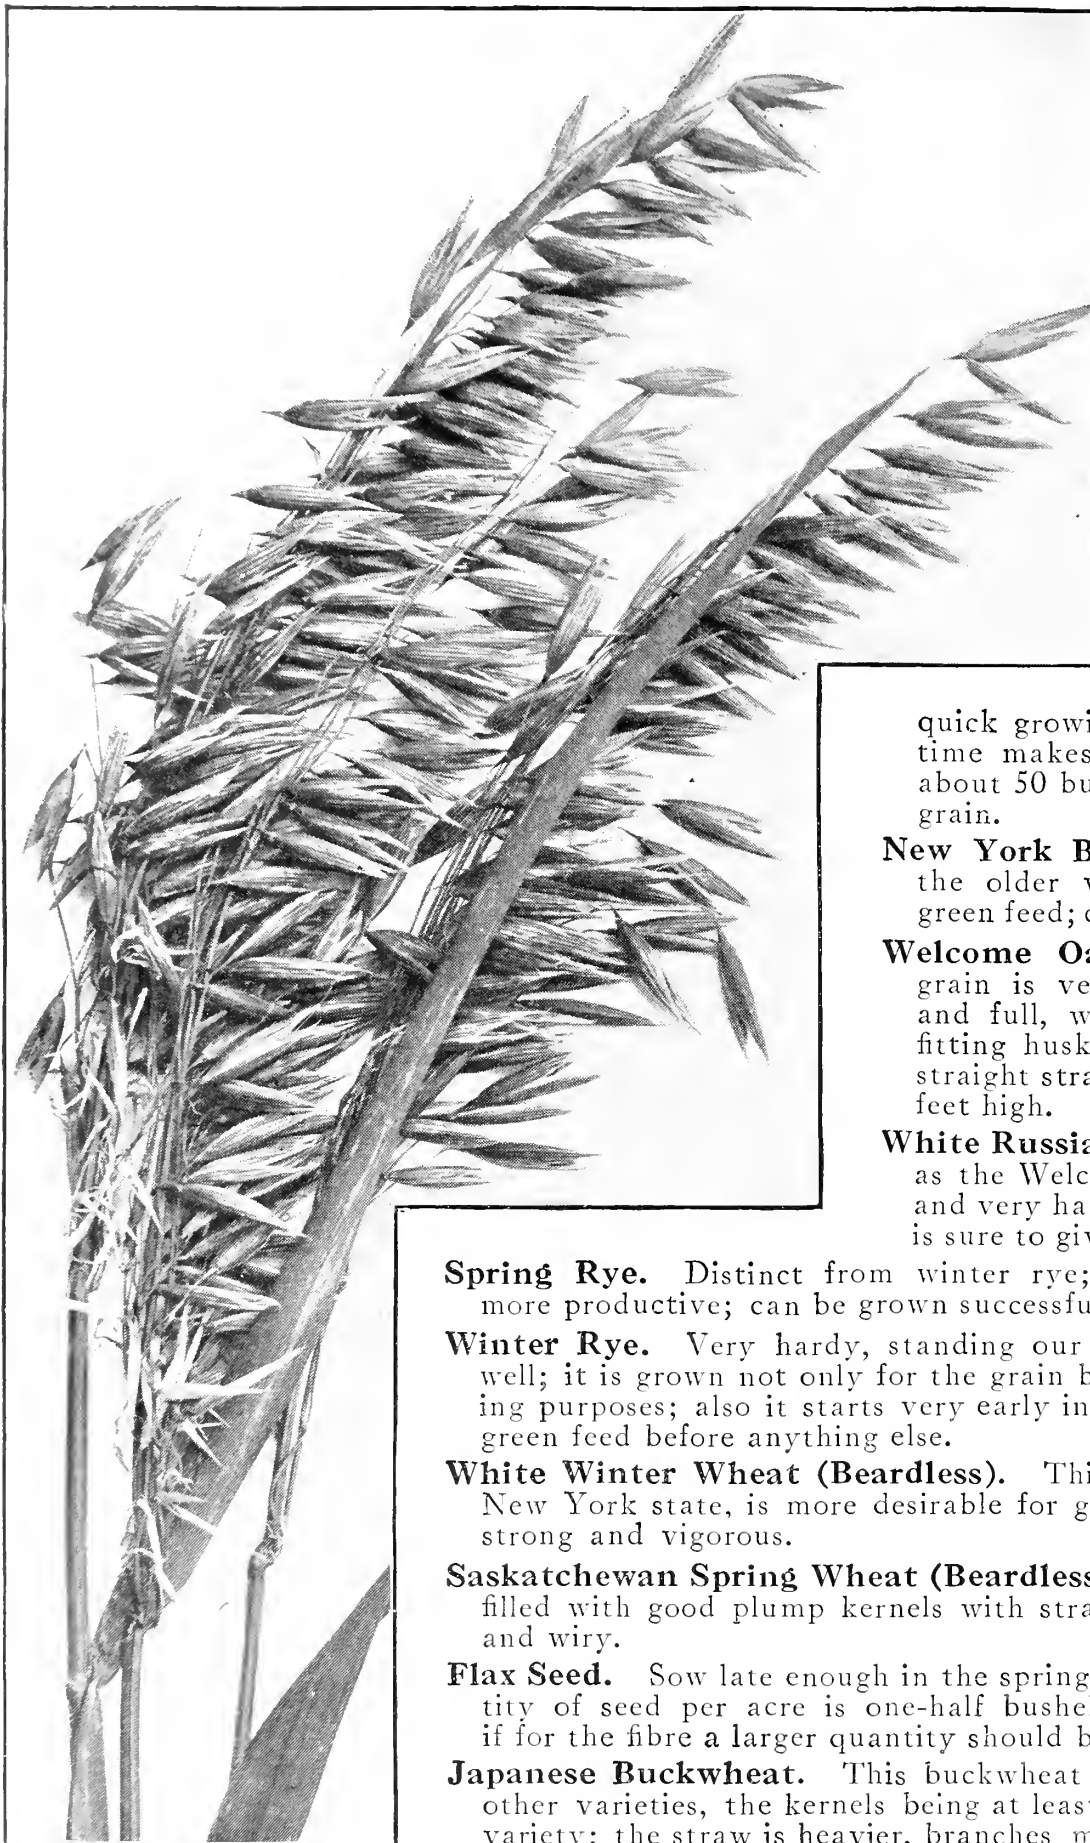 quick growi
time makes
about 50 bu
grain.
New York B
the older v
green feed; c
Welcome Oa
grain is ve
and full, w
fitting husk
straight stra
feet high.
White Russia
as the Welc
and very ha
is sure to giv
Spring Rye. Distinct from winter rye;
more productive; can be grown successfu
Winter Rye. Very hardy, standing our
well; it is grown not only for the grain b
ing purposes; also it starts very early in
green feed before anything else.
White Winter Wheat (Beardless). Thi
New York state, is more desirable for g
strong and vigorous.
Saskatchewan Spring Wheat (Beardless
filled with good plump kernels with stra
and wiry.
Flax Seed. Sow late enough in the spring
tity of seed per acre is one-half bushe
if for the fibre a larger quantity should b
Japanese Buckwheat. This buckwheat
other varieties, the kernels being at leas
variety; the straw is heavier, branches m